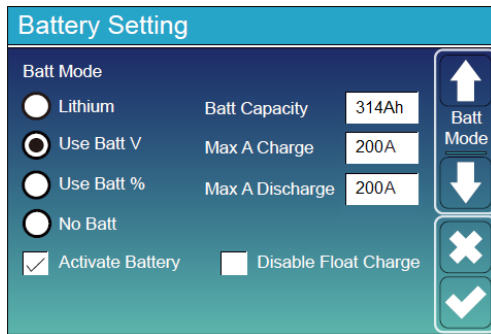 Battery Setting
Batt Mode
Lithium
Batt Capacity 314Ah
Use Batt V
Max A Charge 200A
Use Batt %
Max A Discharge 200A
No Batt
Activate Battery
Disable Float Charge
Batt
Mode